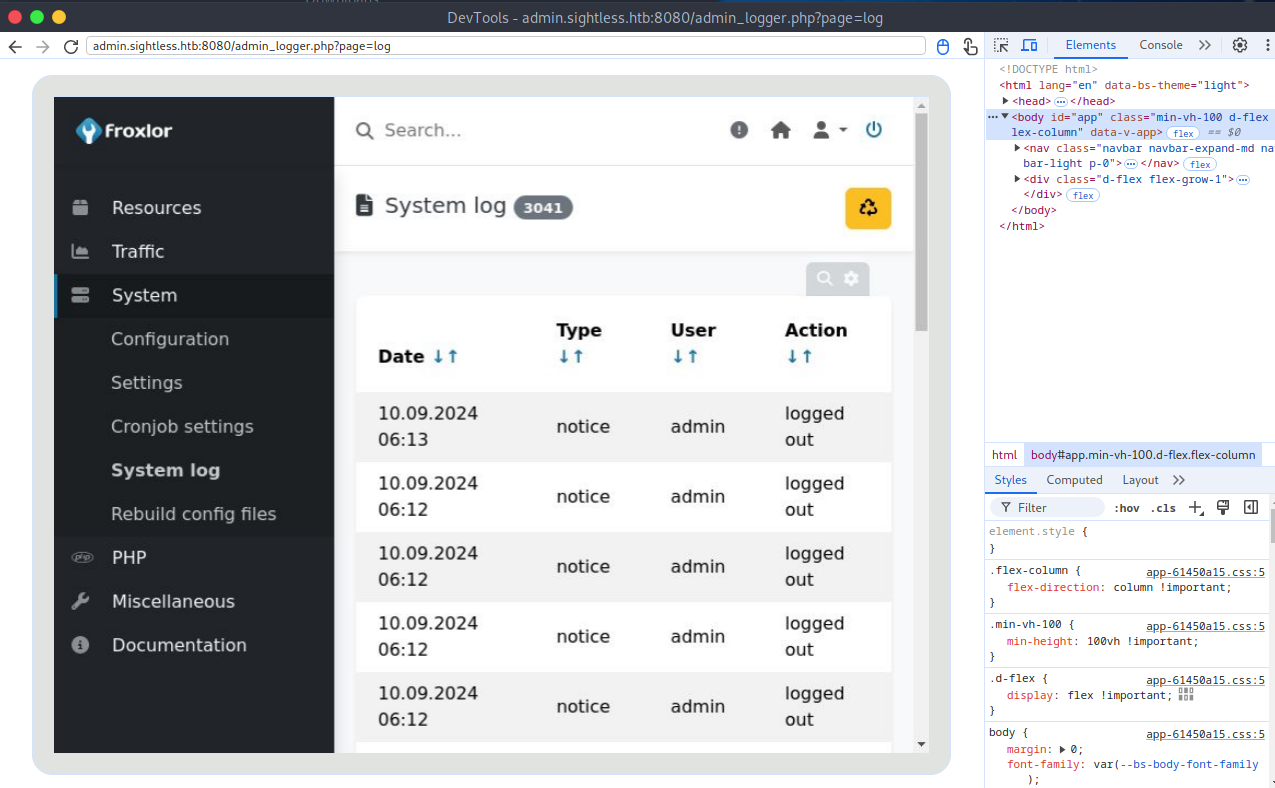 DevTools - admin.sightless.htb:8080/admin_logger.php?page=log
admin.sightless.htb:8080/admin_logger.php?page=log
froxlor
Search...
Resources
Traffic
System
Configuration
Settings
Cronjob settings
System log
Rebuild config files
PHP
Miscellaneous
Documentation
System log 3041
Date ↓↑
Type ↓↑
User ↓↑
Action ↓↑
10.09.2024 06:13 notice admin logged out
10.09.2024 06:12 notice admin logged out
10.09.2024 06:12 notice admin logged out
10.09.2024 06:12 notice admin logged out
10.09.2024 06:12 notice admin logged out
Elements Console
<!DOCTYPE html>
<html lang="en" data-bs-theme="light">
<head> ⋯ </head>
<body id="app" class="min-vh-100 d-flex f
lex-column" data-v-app> flex == $0
<nav class="navbar navbar-expand-md na
bar-light p-0"> ⋯ </nav> flex
<div class="d-flex flex-grow-1"> ⋯
</div> flex
</body>
</html>
html body#app.min-vh-100.d-flex.flex-column
Styles Computed Layout
Filter :hov .cls
element.style {
}
.flex-column { app-61450a15.css:5
flex-direction: column !important;
}
.min-vh-100 { app-61450a15.css:5
min-height: 100vh !important;
}
.d-flex { app-61450a15.css:5
display: flex !important;
}
body { app-61450a15.css:5
margin: 0;
font-family: var(--bs-body-font-family
);